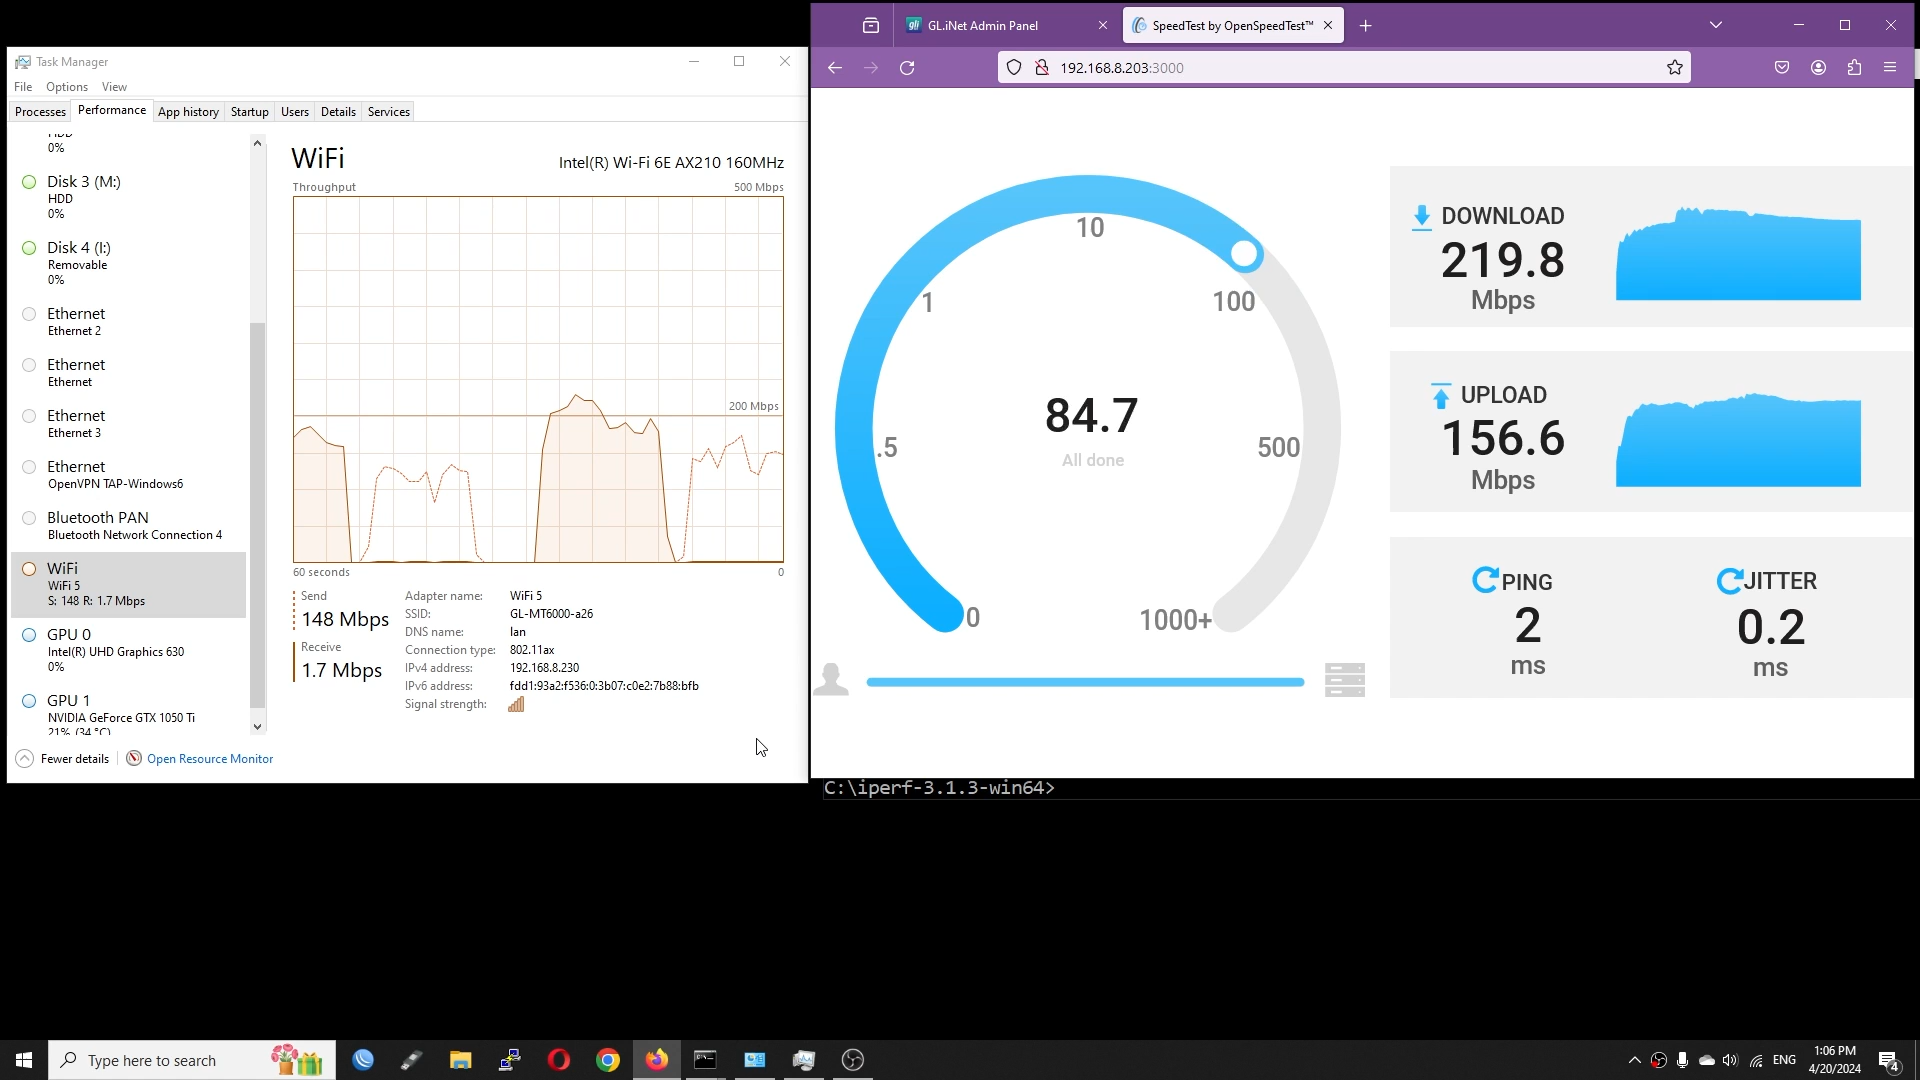 Task Manager
File Options View
Processes Performance App history Startup Users Details Services
HDD
0%
Disk 3 (M:)
HDD
0%
Disk 4 (I:)
Removable
0%
Ethernet
Ethernet 2
Ethernet
Ethernet
Ethernet
Ethernet 3
Ethernet
OpenVPN TAP-Windows6
Bluetooth PAN
Bluetooth Network Connection 4
WiFi
WiFi 5
S: 148 R: 1.7 Mbps
GPU 0
Intel(R) UHD Graphics 630
0%
GPU 1
NVIDIA GeForce GTX 1050 Ti
21% (34 °C)
WiFi
Intel(R) Wi-Fi 6E AX210 160MHz
Throughput
500 Mbps
200 Mbps
60 seconds
0
Send
148 Mbps
Receive
1.7 Mbps
Adapter name: WiFi 5
SSID: GL-MT6000-a26
DNS name: lan
Connection type: 802.11ax
IPv4 address: 192.168.8.230
IPv6 address: fdd1:93a2:f536:0:3b07:c0e2:7b88:bfb
Signal strength:
Fewer details
Open Resource Monitor
gli GL.iNet Admin Panel
SpeedTest by OpenSpeedTest™
192.168.8.203:3000
0
.5
1
10
100
500
1000+
84.7
All done
DOWNLOAD
219.8
Mbps
UPLOAD
156.6
Mbps
PING
2
ms
JITTER
0.2
ms
C:\iperf-3.1.3-win64>
Type here to search
ENG
1:06 PM
4/20/2024
4